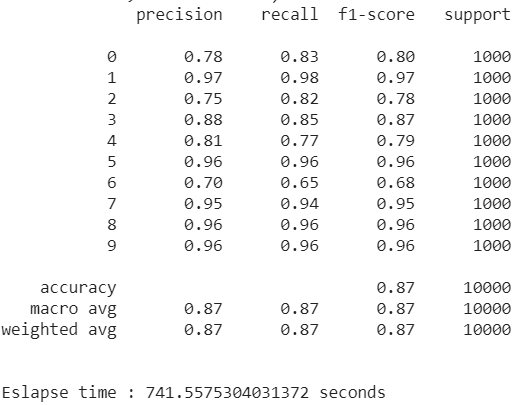 precision recall f1-score support
0 0.78 0.83 0.80 1000
1 0.97 0.98 0.97 1000
2 0.75 0.82 0.78 1000
3 0.88 0.85 0.87 1000
4 0.81 0.77 0.79 1000
5 0.96 0.96 0.96 1000
6 0.70 0.65 0.68 1000
7 0.95 0.94 0.95 1000
8 0.96 0.96 0.96 1000
9 0.96 0.96 0.96 1000
accuracy 0.87 10000
macro avg 0.87 0.87 0.87 10000
weighted avg 0.87 0.87 0.87 10000
Eslapse time : 741.5575304031372 seconds